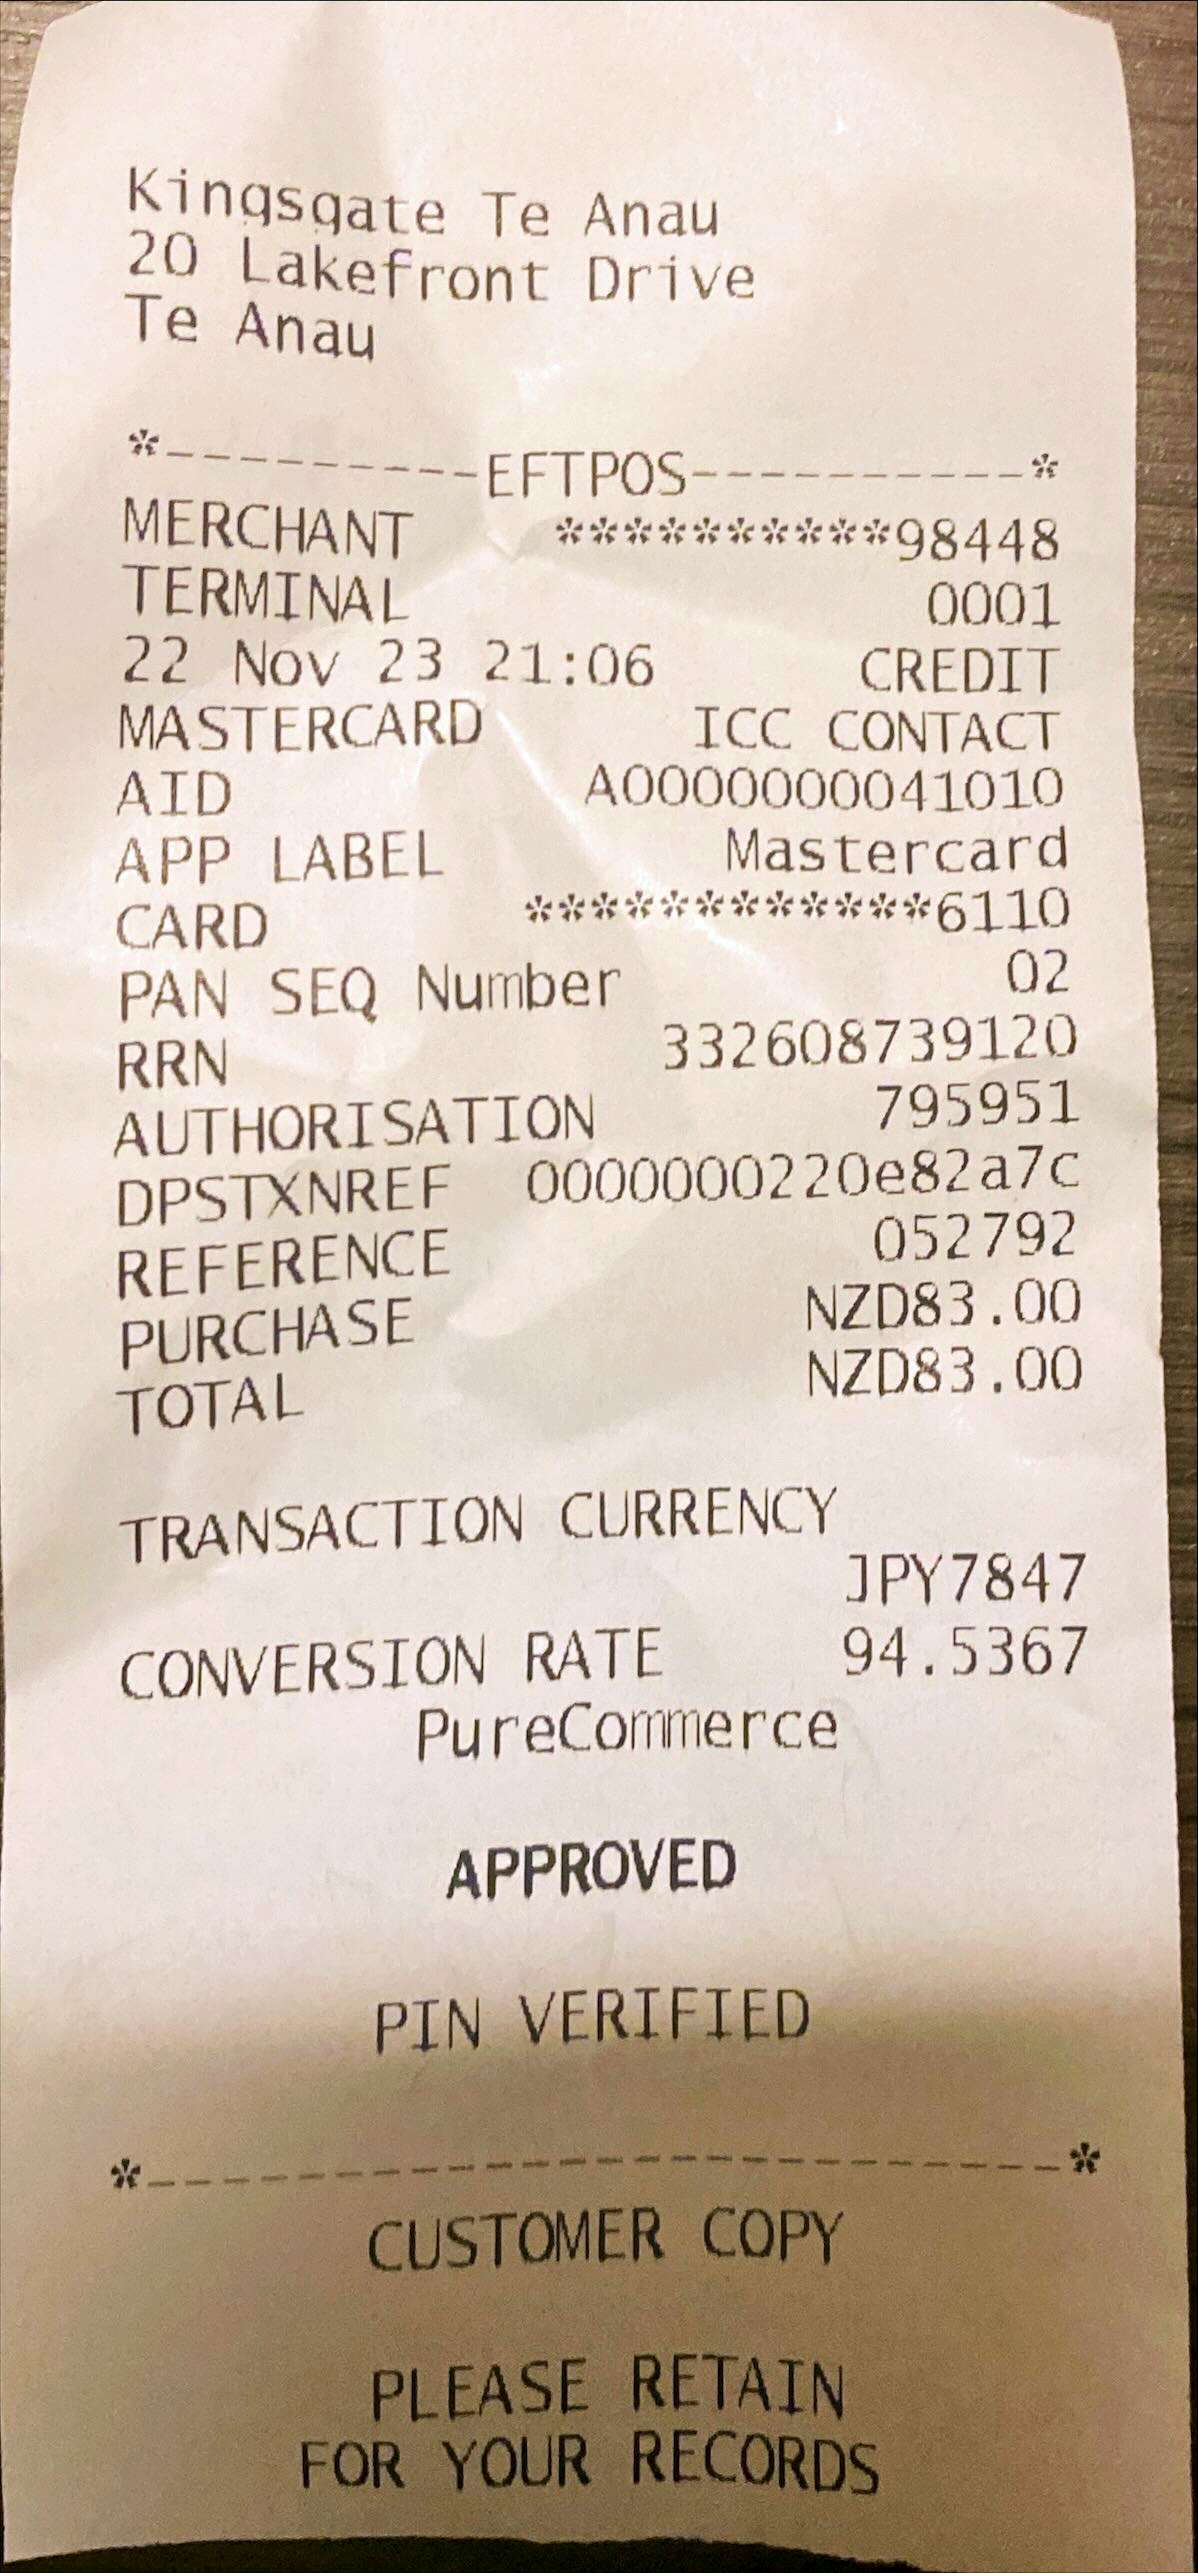 Kingsgate Te Anau
20 Lakefront Drive
Te Anau
*---------EFTPOS----------*
MERCHANT **********98448
TERMINAL 0001
22 Nov 23 21:06 CREDIT
MASTERCARD ICC CONTACT
AID A0000000041010
APP LABEL Mastercard
CARD ************6110
PAN SEQ Number 02
RRN 332608739120
AUTHORISATION 795951
DPSTXNREF 0000000220e82a7c
REFERENCE 052792
PURCHASE NZD83.00
TOTAL NZD83.00
TRANSACTION CURRENCY
JPY7847
CONVERSION RATE 94.5367
PureCommerce
APPROVED
PIN VERIFIED
*--------------------------*
CUSTOMER COPY
PLEASE RETAIN
FOR YOUR RECORDS